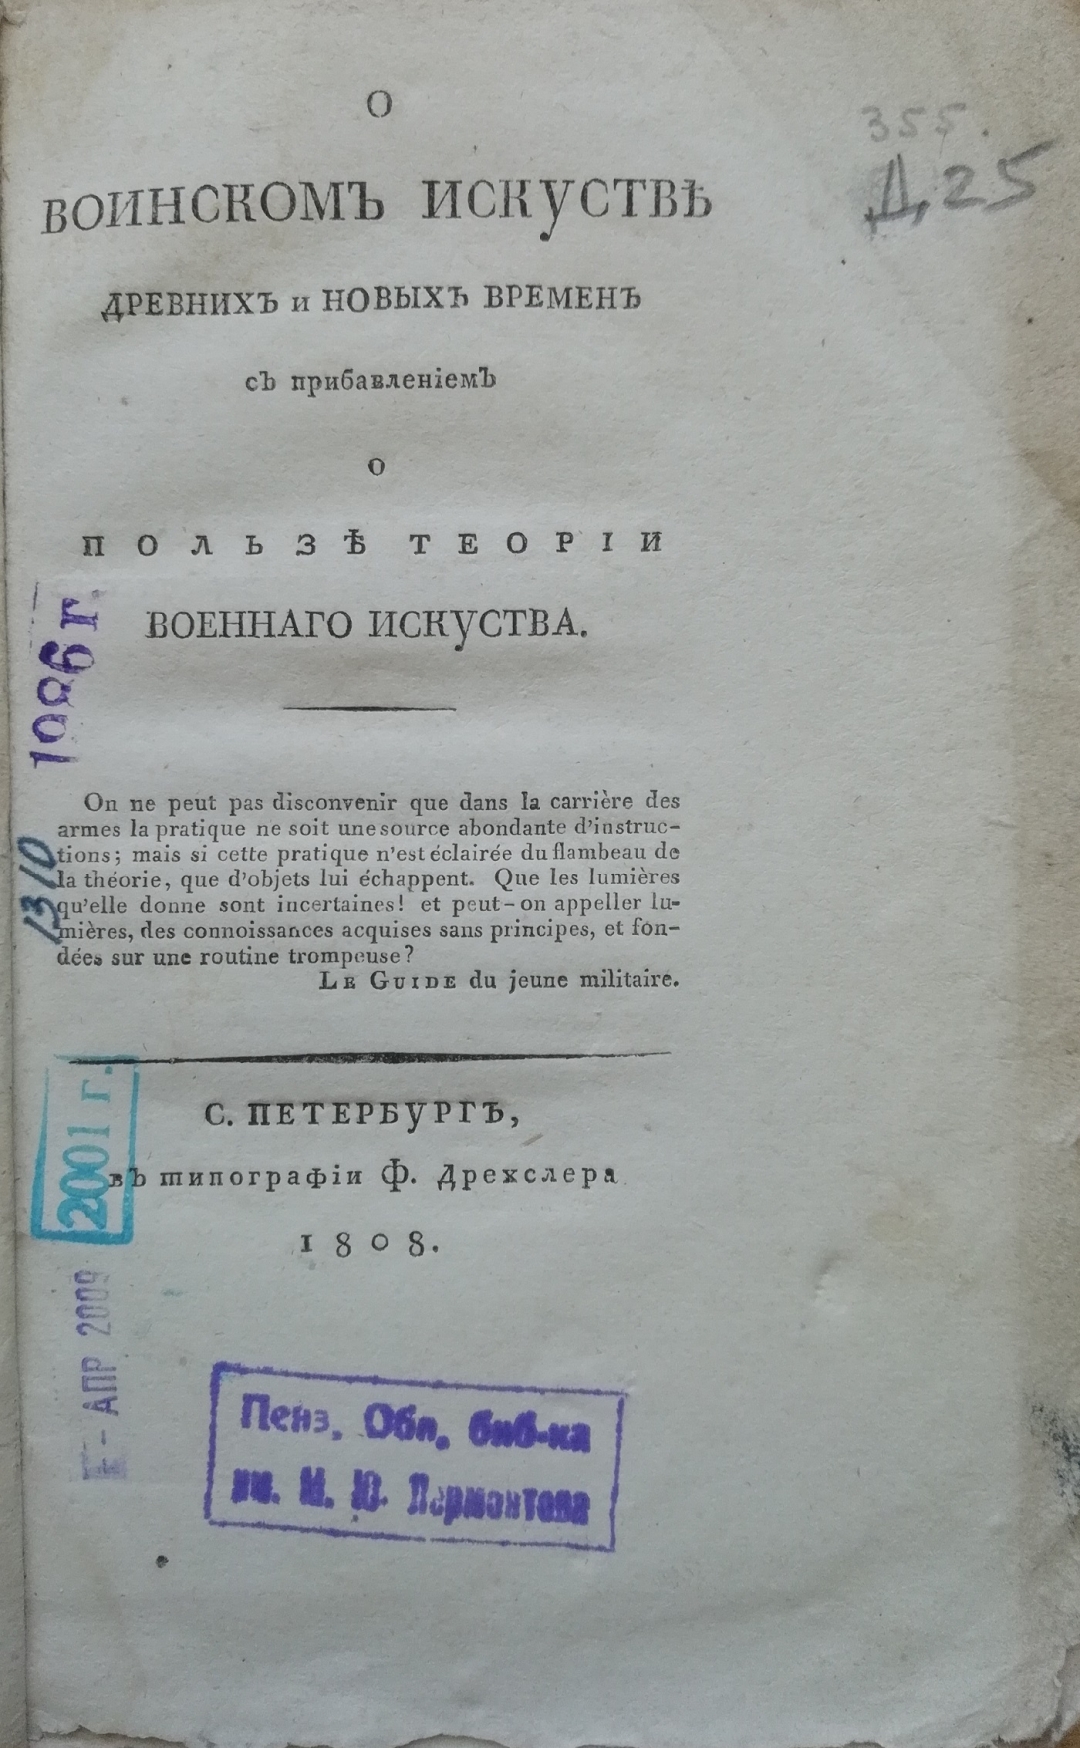 О
ВОИНСКОМЪ ИСКУСТВѢ
ДРЕВНИХЪ и НОВЫХЪ ВРЕМЕНЪ
съ прибавленіемЪ
О
ПОЛЬЗѢ ТЕОРІИ
ВОЕННАГО ИСКУСТВА.
On ne peut pas disconvenir que dans la carrière des
armes la pratique ne soit une source abondante d'instruc-
tions; mais si cette pratique n'est éclairée du flambeau de
la théorie, que d'objets lui échappent. Que les lumières
qu'elle donne sont incertaines! et peut-on appeller lu-
mières, des connoissances acquises sans principes, et fon-
dées sur une routine trompeuse?
LE GUIDE du jeune militaire.
С. ПЕТЕРБУРГЪ,
вЪ типографіи Ф. Дрехслера
1808.
355.
Д, 25
1986 г.
1310
2001 г.
АПР 2009
Пенз. Обл. биб-ка
им. М. Ю. Лермонтова